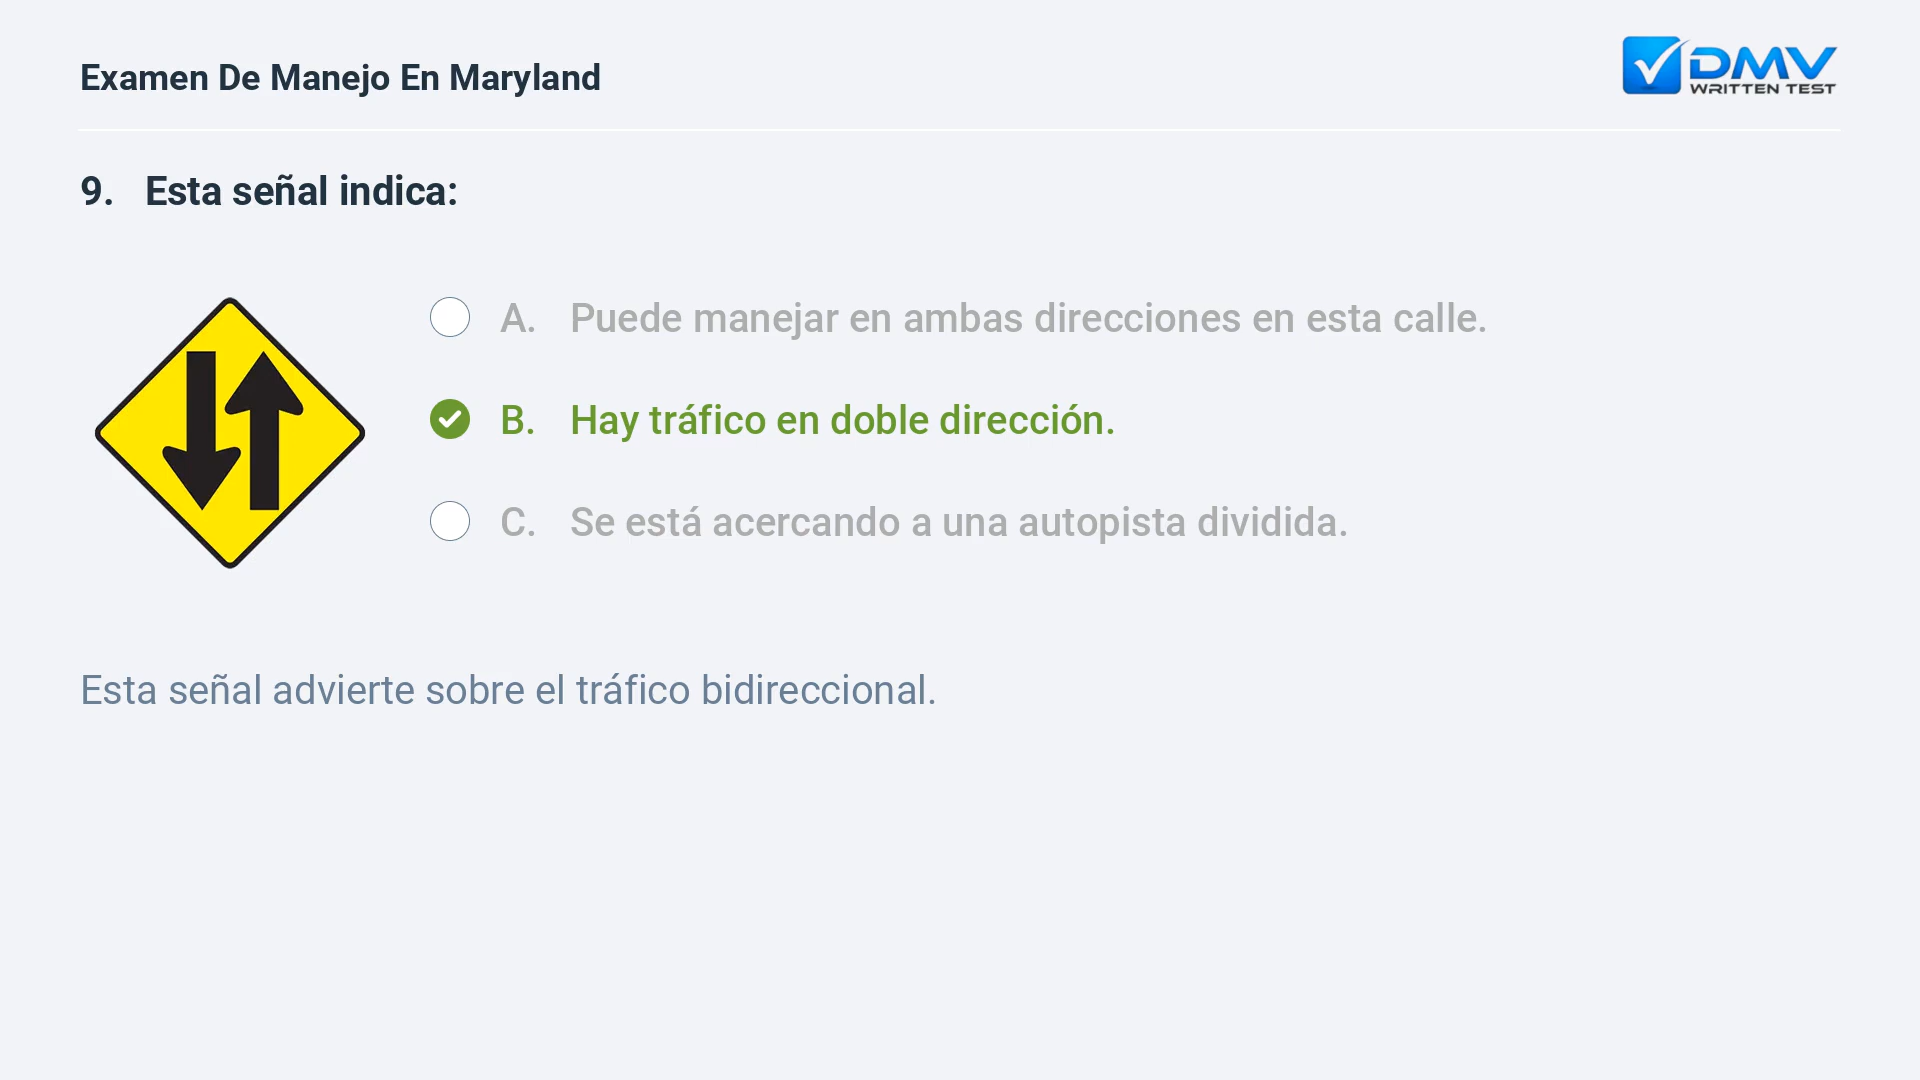 Examen De Manejo En Maryland
DMV
WRITTEN TEST
9. Esta señal indica:
A. Puede manejar en ambas direcciones en esta calle.
B. Hay tráfico en doble dirección.
C. Se está acercando a una autopista dividida.
Esta señal advierte sobre el tráfico bidireccional.